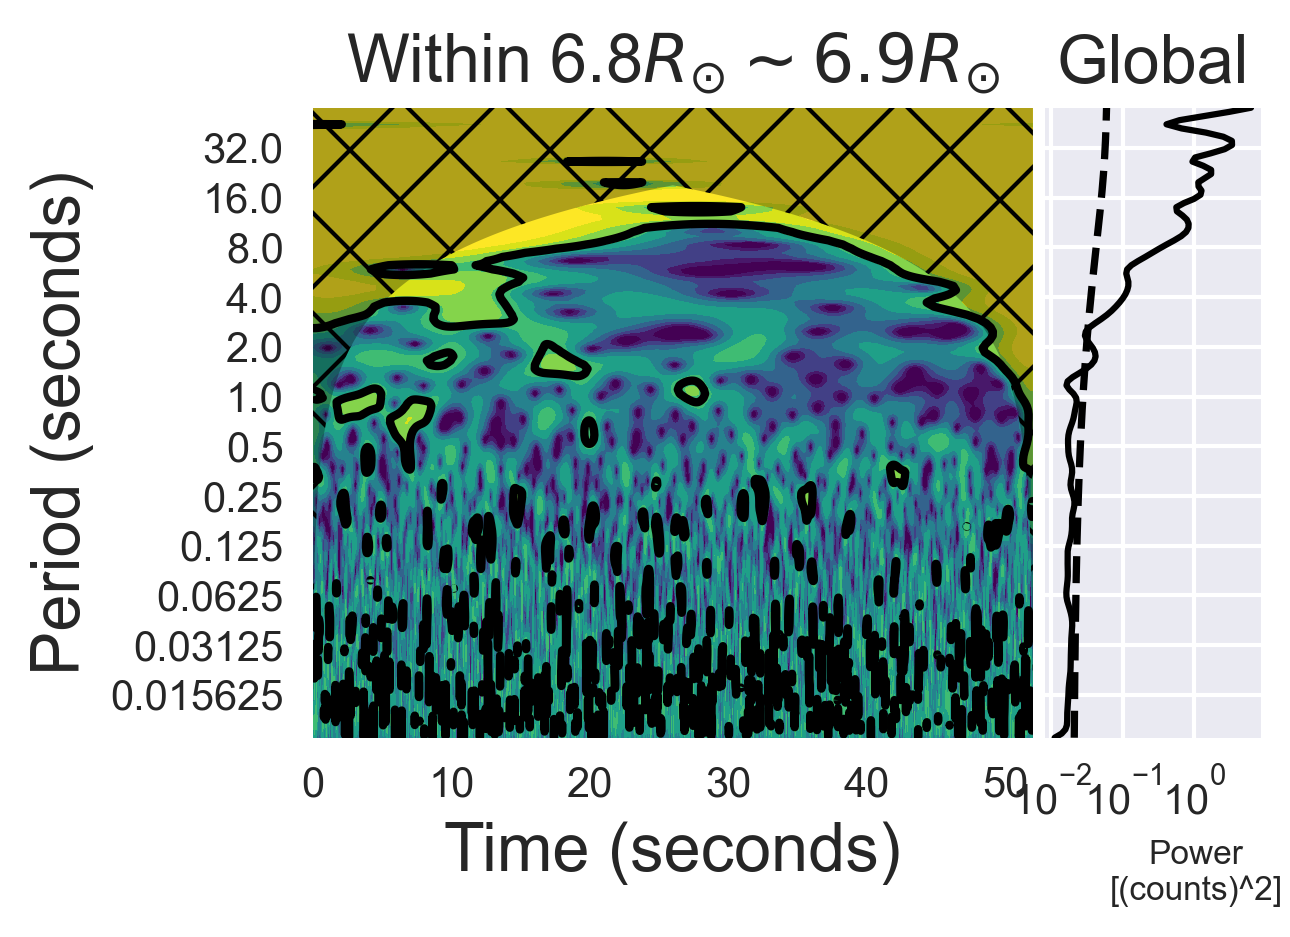 Within 6.8R⊙ ∼ 6.9R⊙
Global
Period (seconds)
32.0
16.0
8.0
4.0
2.0
1.0
0.5
0.25
0.125
0.0625
0.03125
0.015625
0 10 20 30 40 50
10⁻² 10⁻¹ 10⁰
Time (seconds)
Power
[(counts)^2]